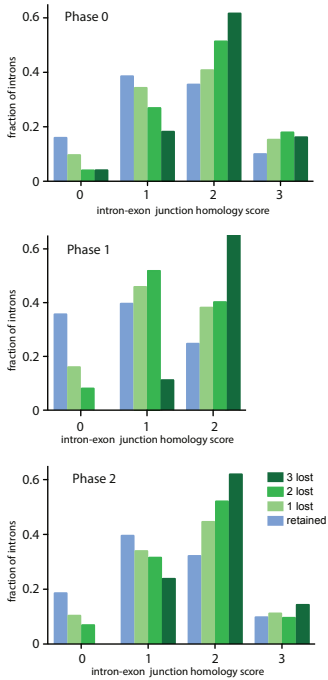 Phase 0
fraction of introns
0.6
0.4
0.2
0
0 1 2 3
intron-exon junction homology score
Phase 1
fraction of introns
0.6
0.4
0.2
0
0 1 2
intron-exon junction homology score
Phase 2
fraction of introns
0.6
0.4
0.2
0
3 lost
2 lost
1 lost
retained
0 1 2 3
intron-exon junction homology score